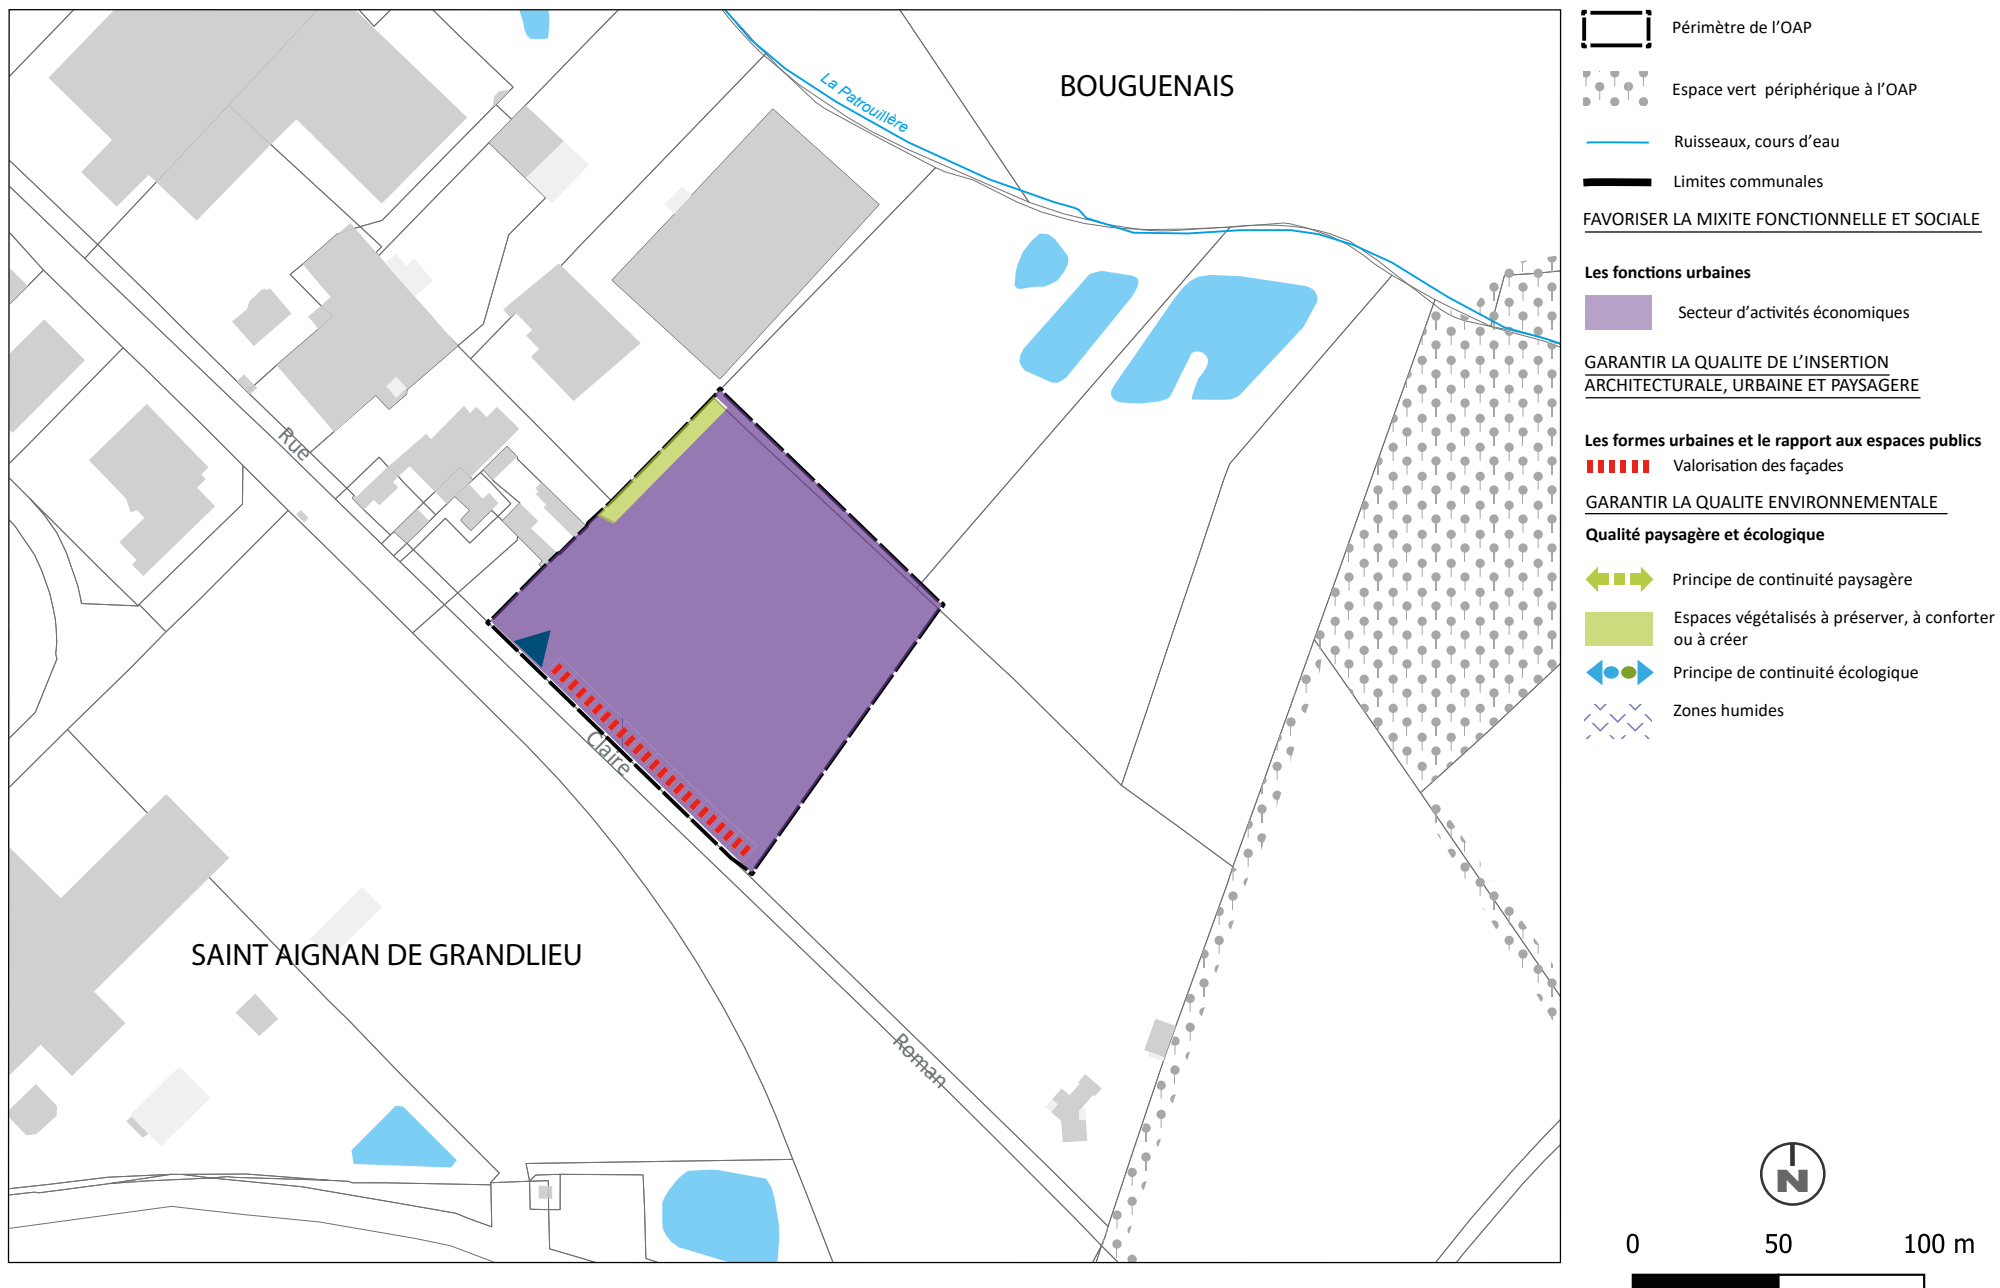 BOUGUENAIS
La Patrouillère
Rue
Claire
Roman
SAINT AIGNAN DE GRANDLIEU
Périmètre de l'OAP
Espace vert périphérique à l'OAP
Ruisseaux, cours d'eau
Limites communales
FAVORISER LA MIXITE FONCTIONNELLE ET SOCIALE
Les fonctions urbaines
Secteur d'activités économiques
GARANTIR LA QUALITE DE L'INSERTION
ARCHITECTURALE, URBAINE ET PAYSAGERE
Les formes urbaines et le rapport aux espaces publics
Valorisation des façades
GARANTIR LA QUALITE ENVIRONNEMENTALE
Qualité paysagère et écologique
Principe de continuité paysagère
Espaces végétalisés à préserver, à conforter
ou à créer
Principe de continuité écologique
Zones humides
N
0 50 100 m